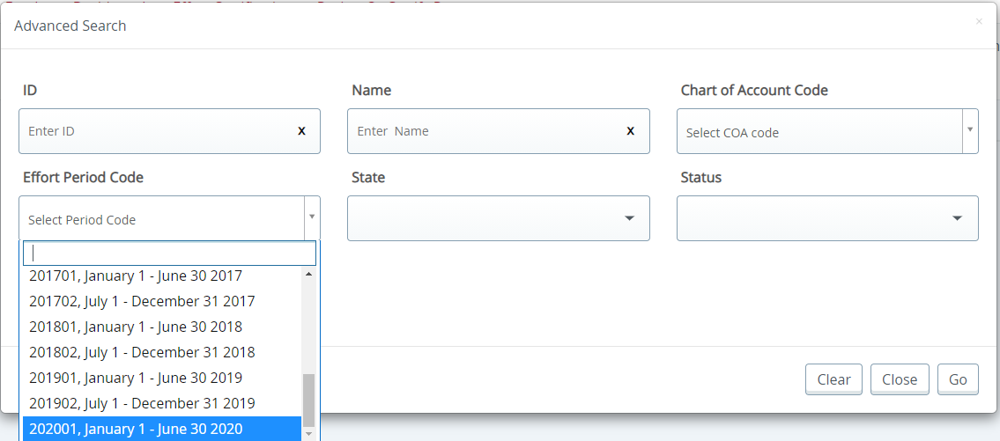 Advanced Search
×
ID
Name
Chart of Account Code
Enter ID
x
Enter Name
x
Select COA code
Effort Period Code
State
Status
Select Period Code
201701, January 1 - June 30 2017
201702, July 1 - December 31 2017
201801, January 1 - June 30 2018
201802, July 1 - December 31 2018
201901, January 1 - June 30 2019
201902, July 1 - December 31 2019
202001, January 1 - June 30 2020
Clear
Close
Go